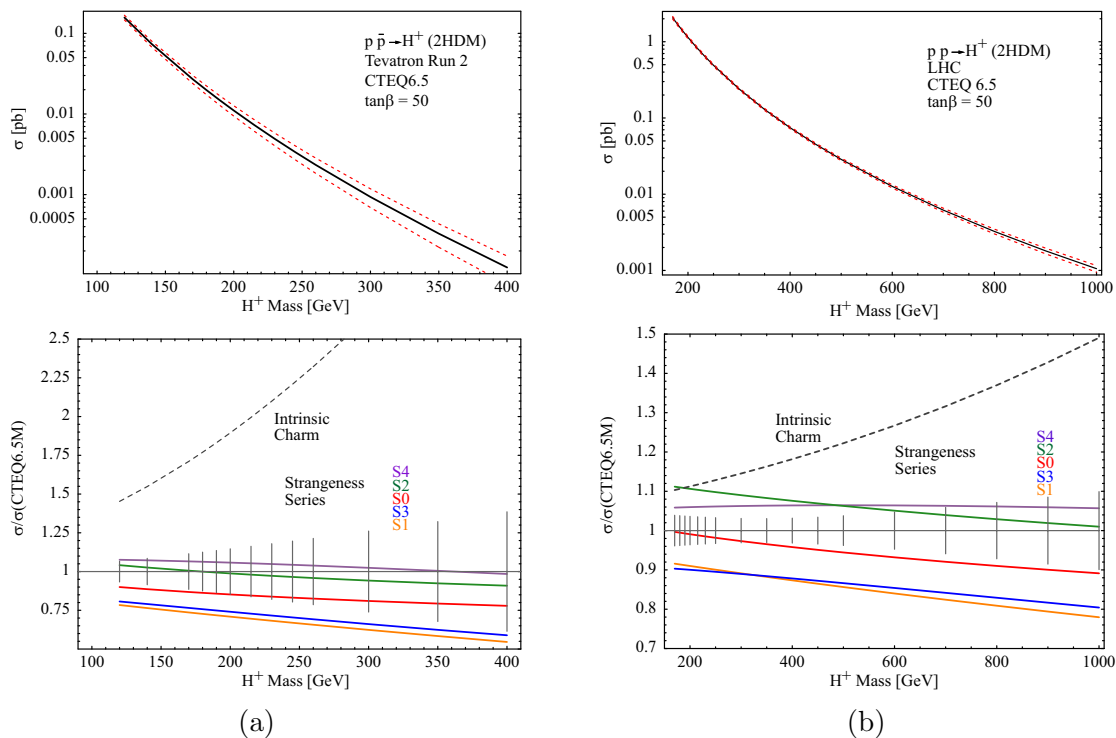 0.1
0.05
0.01
0.005
0.001
0.0005
σ [pb]
p p̄→H⁺ (2HDM)
Tevatron Run 2
CTEQ6.5
tanβ = 50
100 150 200 250 300 350 400
H⁺ Mass [GeV]
1
0.5
0.1
0.05
0.01
0.005
0.001
σ [pb]
p p→H⁺ (2HDM)
LHC
CTEQ 6.5
tanβ = 50
200 400 600 800 1000
H⁺ Mass [GeV]
2.5
2.25
2
1.75
1.5
1.25
1
0.75
σ/σ(CTEQ6.5M)
Intrinsic
Charm
Strangeness
Series
S4
S2
S0
S3
S1
100 150 200 250 300 350 400
H⁺ Mass [GeV]
(a)
1.5
1.4
1.3
1.2
1.1
1
0.9
0.8
0.7
σ/σ(CTEQ6.5M)
Intrinsic
Charm
Strangeness
Series
S4
S2
S0
S3
S1
200 400 600 800 1000
H⁺ Mass [GeV]
(b)